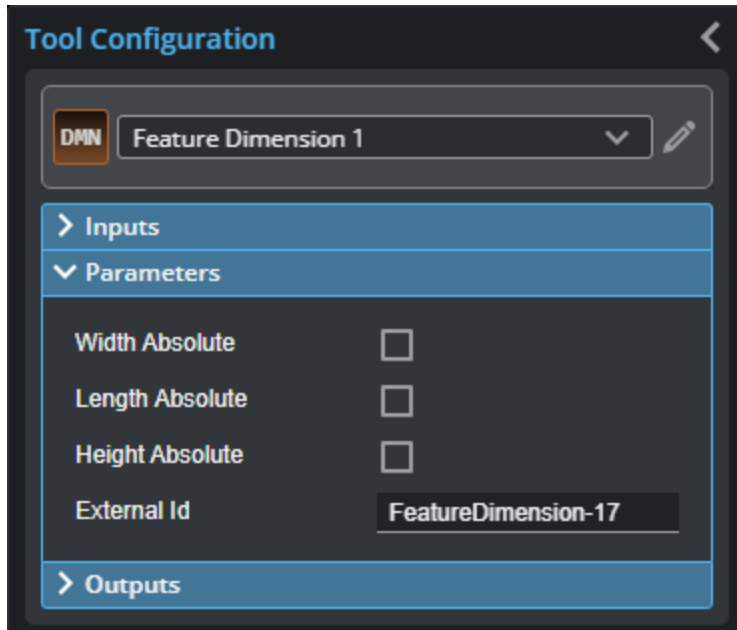 Tool Configuration
DMN Feature Dimension 1
Inputs
Parameters
Width Absolute
Length Absolute
Height Absolute
External Id FeatureDimension-17
Outputs